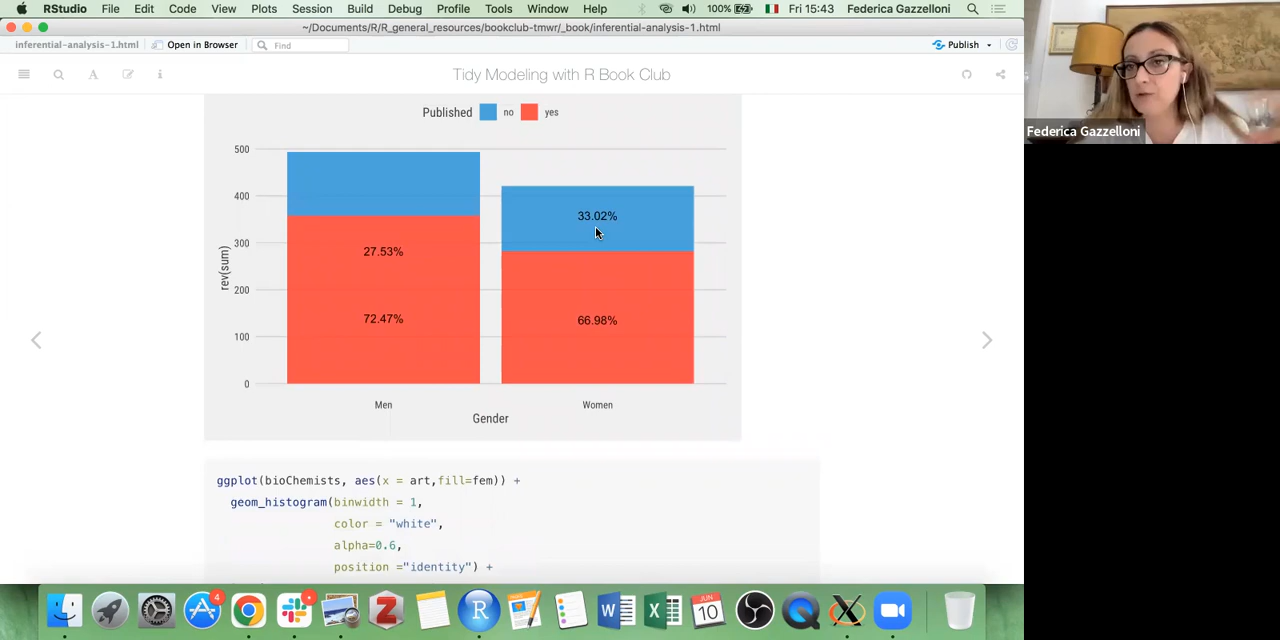 RStudio File Edit Code View Plots Session Build Debug Profile Tools Window Help 100% Fri 15:43 Federica Gazzelloni
~/Documents/R/R_general_resources/bookclub-tmwr/_book/inferential-analysis-1.html
inferential-analysis-1.html Open in Browser Find Publish
A i Tidy Modeling with R Book Club
Federica Gazzelloni
Published no yes
500
400
300
200
100
0
rev(sum)
33.02%
27.53%
72.47%
66.98%
Men Women
Gender
ggplot(bioChemists, aes(x = art,fill=fem)) +
geom_histogram(binwidth = 1,
color = "white",
alpha=0.6,
position ="identity") +
4
JUN
10